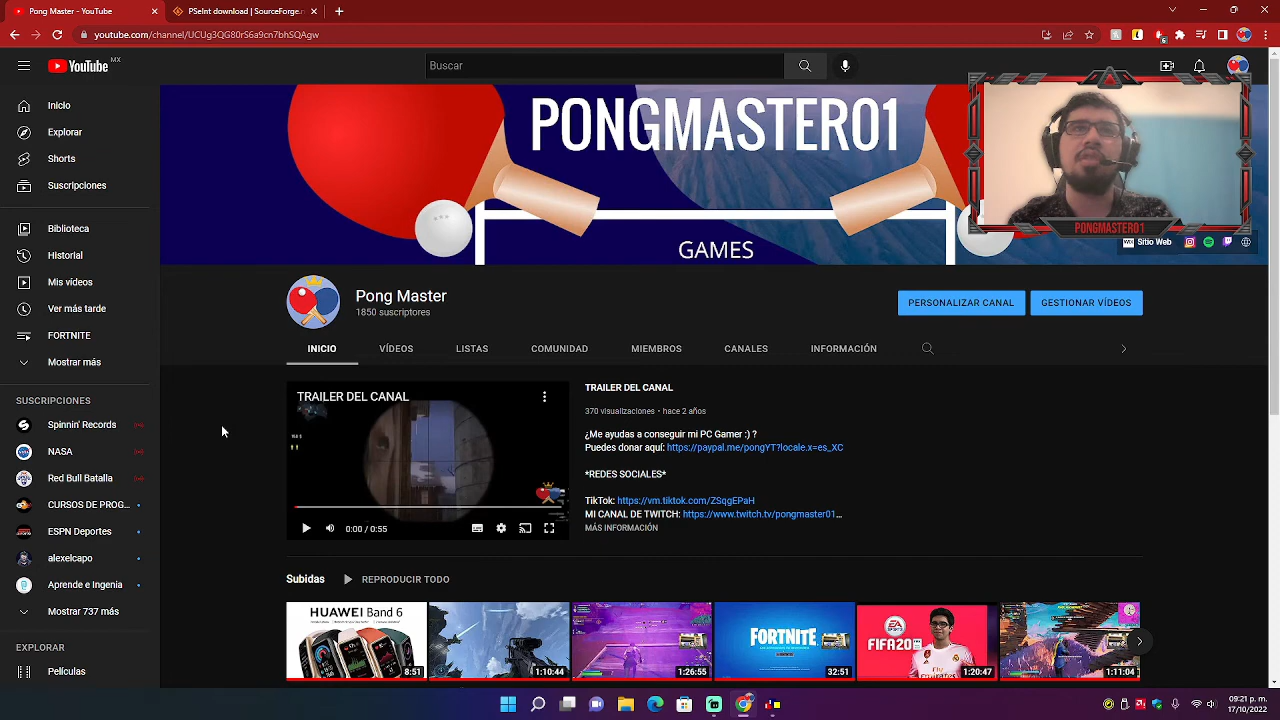 Pong Master - YouTube
PSeInt download | SourceForge.n
youtube.com/channel/UCUg3QG80rS6a9cn7bhSQAgw
YouTube MX
Buscar
Inicio
Explorar
Shorts
Suscripciones
Biblioteca
Historial
Mis vídeos
Ver más tarde
FORTNITE
Mostrar más
SUSCRIPCIONES
Spinnin' Records
NASA
Red Bull Batalla
CURSOS DE PROG...
ESPN Deportes
alexelcapo
Aprende e Ingenia
Mostrar 737 más
EXPLORAR
Películas
PONGMASTER01
GAMES
PONGMASTER01
Sitio Web
Pong Master
1850 suscriptores
PERSONALIZAR CANAL
GESTIONAR VÍDEOS
INICIO
VÍDEOS
LISTAS
COMUNIDAD
MIEMBROS
CANALES
INFORMACIÓN
TRAILER DEL CANAL
0:00 / 0:55
TRAILER DEL CANAL
370 visualizaciones • hace 2 años
¿Me ayudas a conseguir mi PC Gamer :) ?
Puedes donar aquí: https://paypal.me/pongYT?locale.x=es_XC
*REDES SOCIALES*
TikTok: https://vm.tiktok.com/ZSqgEPaH
MI CANAL DE TWITCH: https://www.twitch.tv/pongmaster01...
MÁS INFORMACIÓN
Subidas
REPRODUCIR TODO
HUAWEI Band 6
8:51
1:10:44
1:26:55
FORTNITE
32:51
EA SPORTS
FIFA20
1:20:47
1:11:04
09:21 p. m.
17/10/2022